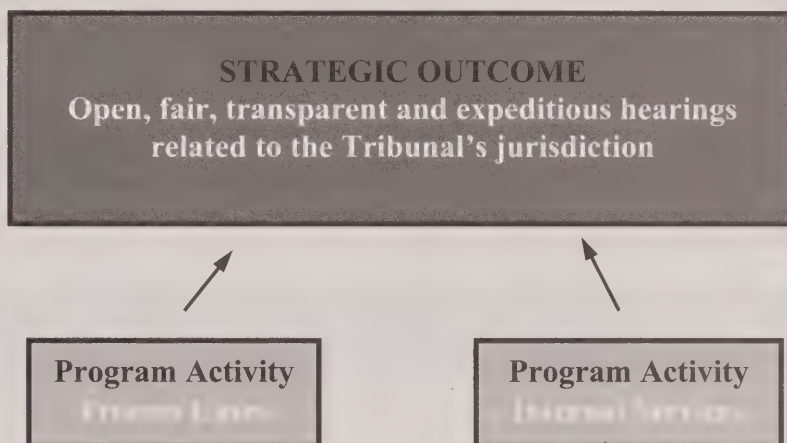 STRATEGIC OUTCOME
Open, fair, transparent and expeditious hearings
related to the Tribunal's jurisdiction
Program Activity
Program Activity